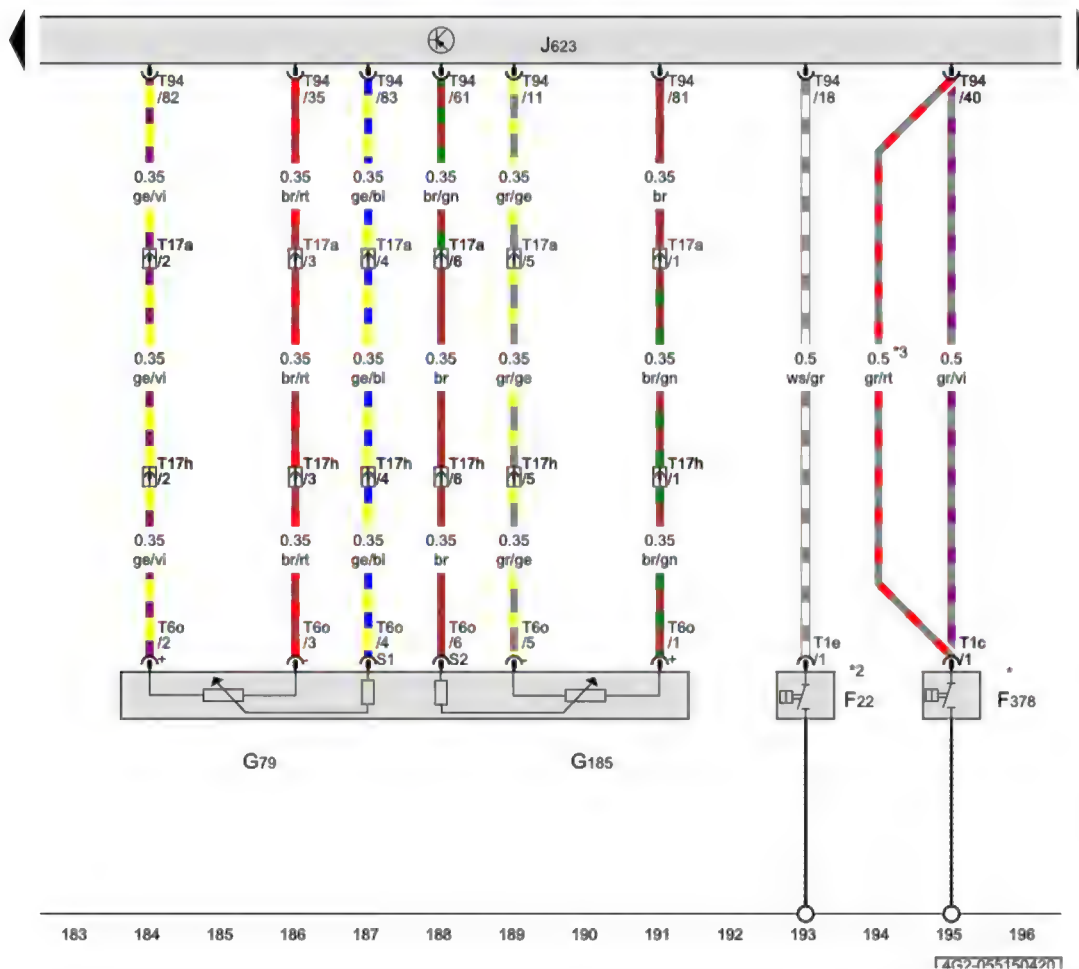 J623
T94 T94 T94 T94 T94 T94 T94 T94
/82 /35 /83 /61 /11 /81 /18 /40
0.35 0.35 0.35 0.35 0.35 0.35
ge/vi br/rt ge/bl br/gn gr/ge br
T17a T17a T17a T17a T17a T17a
/2 /3 /4 /6 /5 /1
0.35 0.35 0.35 0.35 0.35 0.35 0.5 0.5 *3 0.5
ge/vi br/rt ge/bl br gr/ge br/gn ws/gr gr/rt gr/vi
T17h T17h T17h T17h T17h T17h
/2 /3 /4 /6 /5 /1
0.35 0.35 0.35 0.35 0.35 0.35
ge/vi br/rt ge/bl br gr/ge br/gn
T6o T6o T6o T6o T6o T6o T1e T1c
/2 /3 /4 /6 /5 /1 /1 /1
+ - S1 S2 - + *2 *
F22 F378
G79 G185
183 184 185 186 187 188 189 190 191 192 193 194 195 196
4G2-055150420